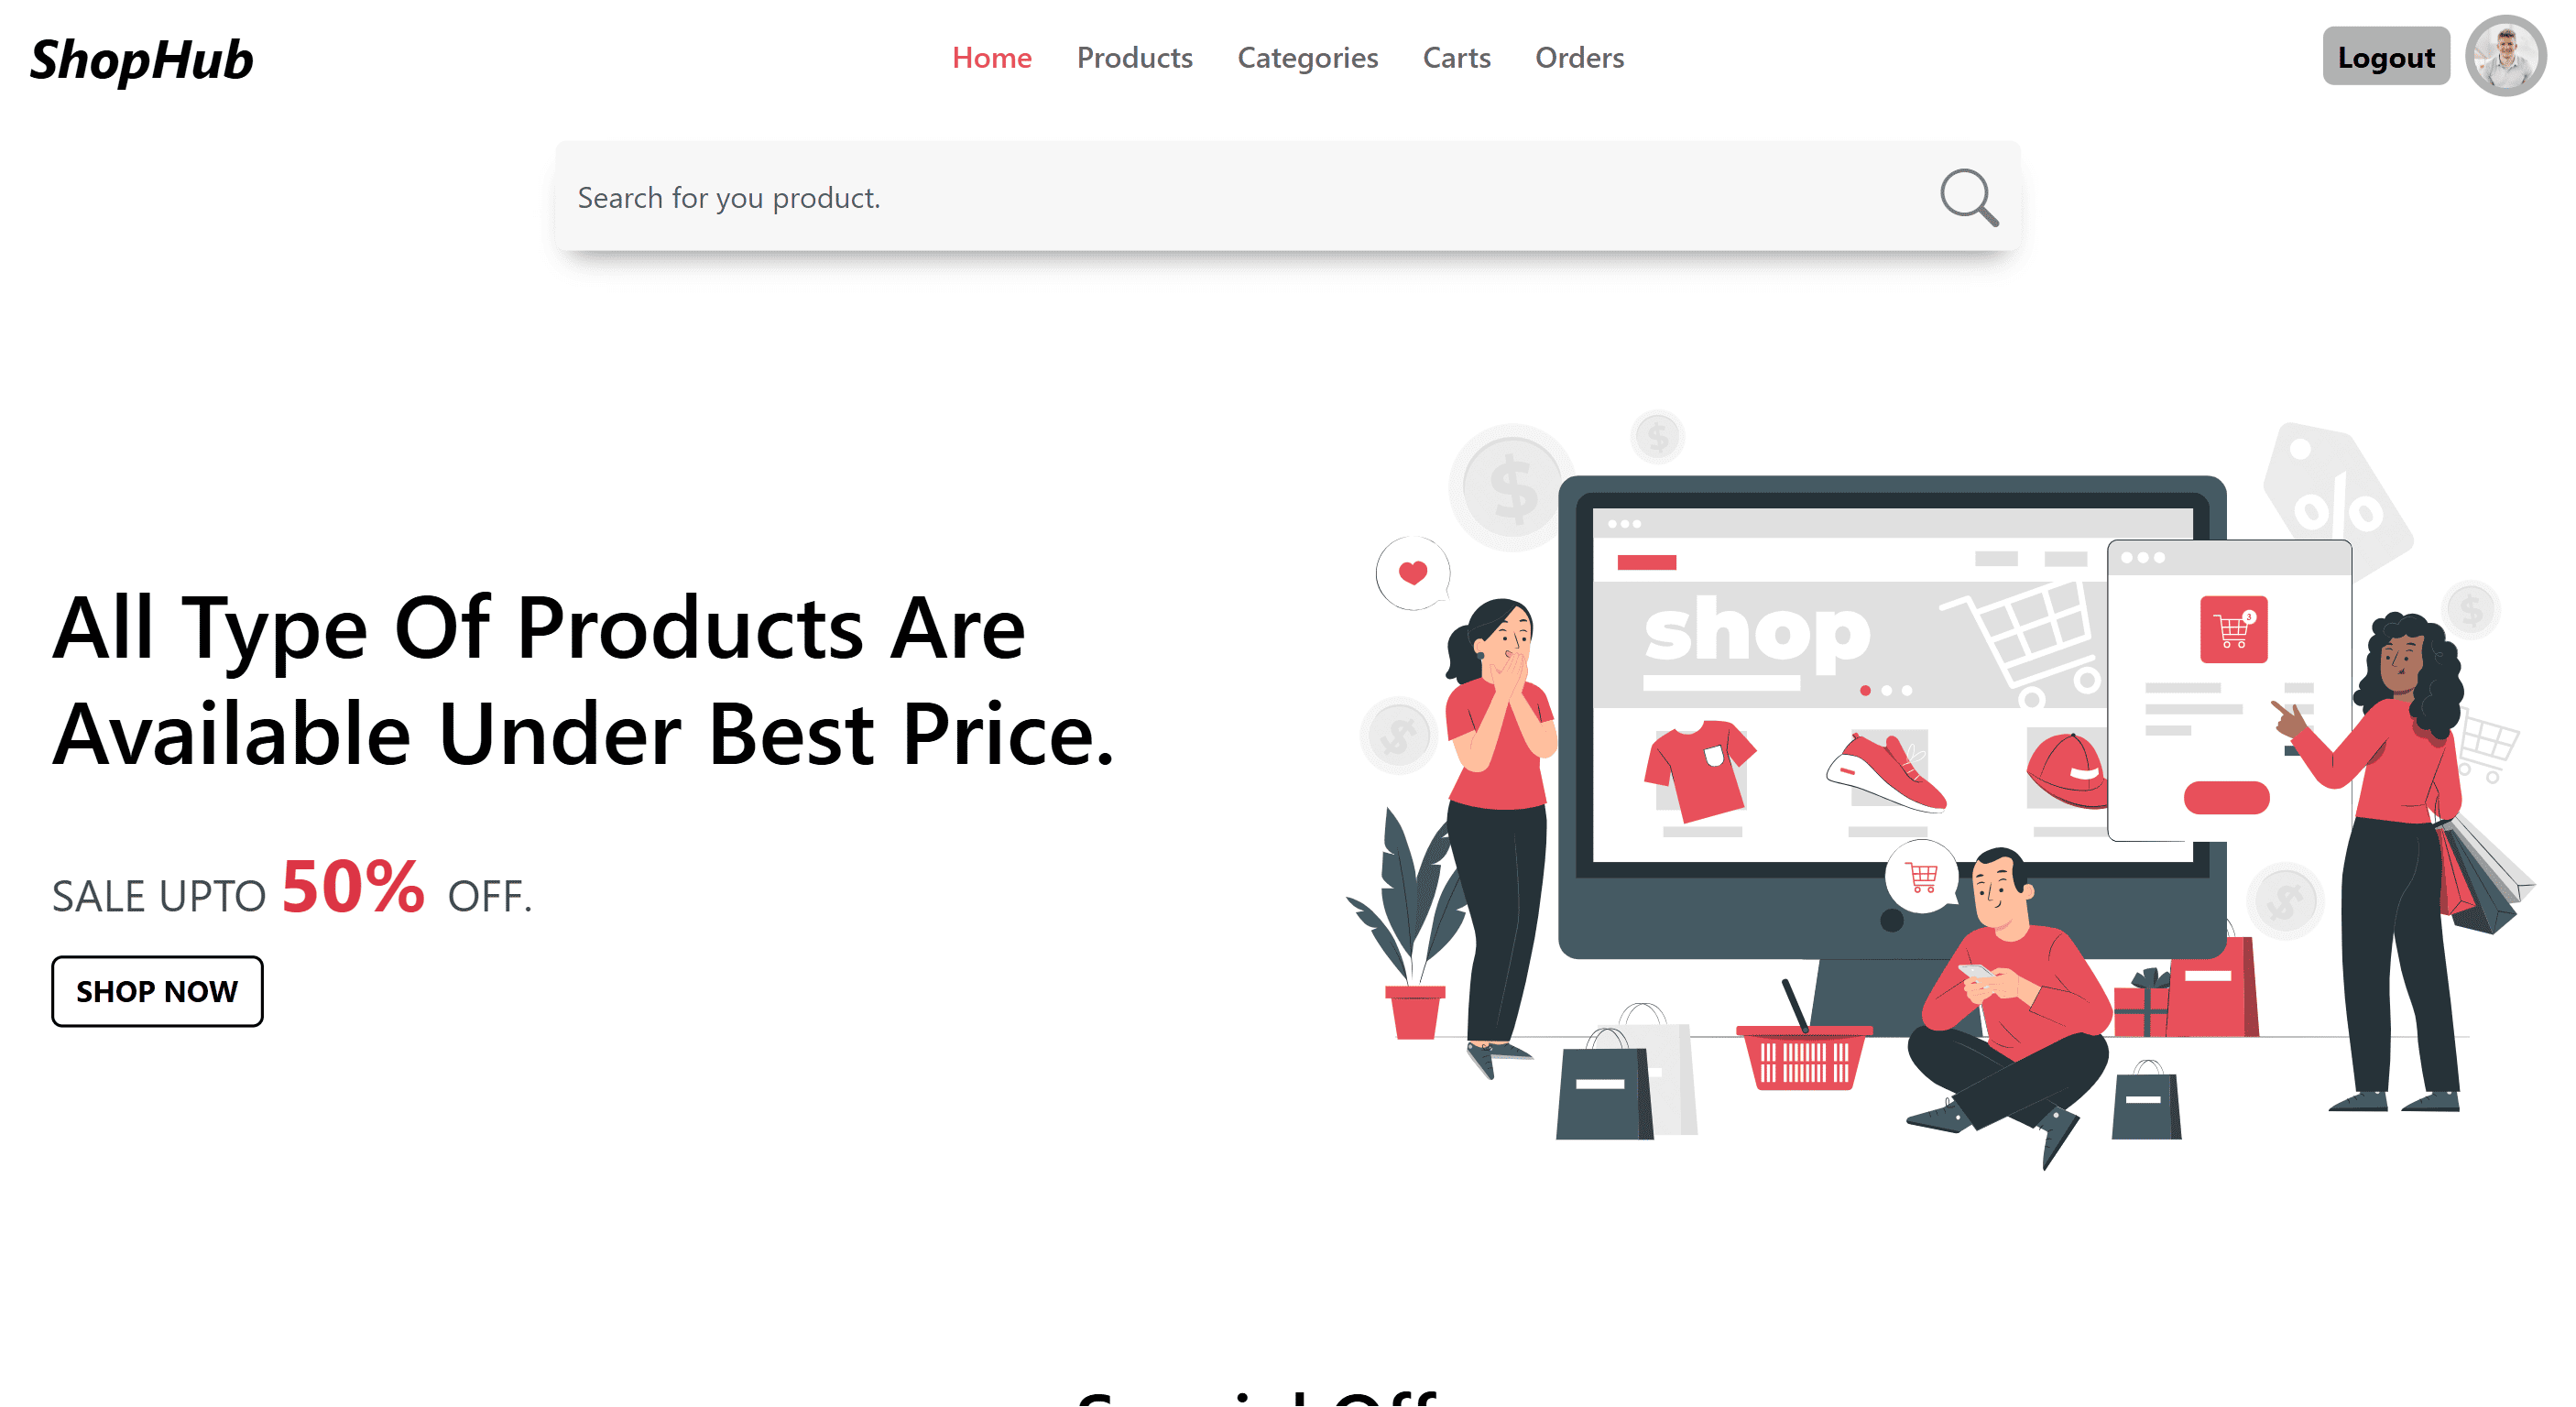 ShopHub
Home Products Categories Carts Orders
Logout
Search for you product.
All Type Of Products Are
Available Under Best Price.
SALE UPTO 50% OFF.
SHOP NOW
$
$
%
shop
3
$
$
$